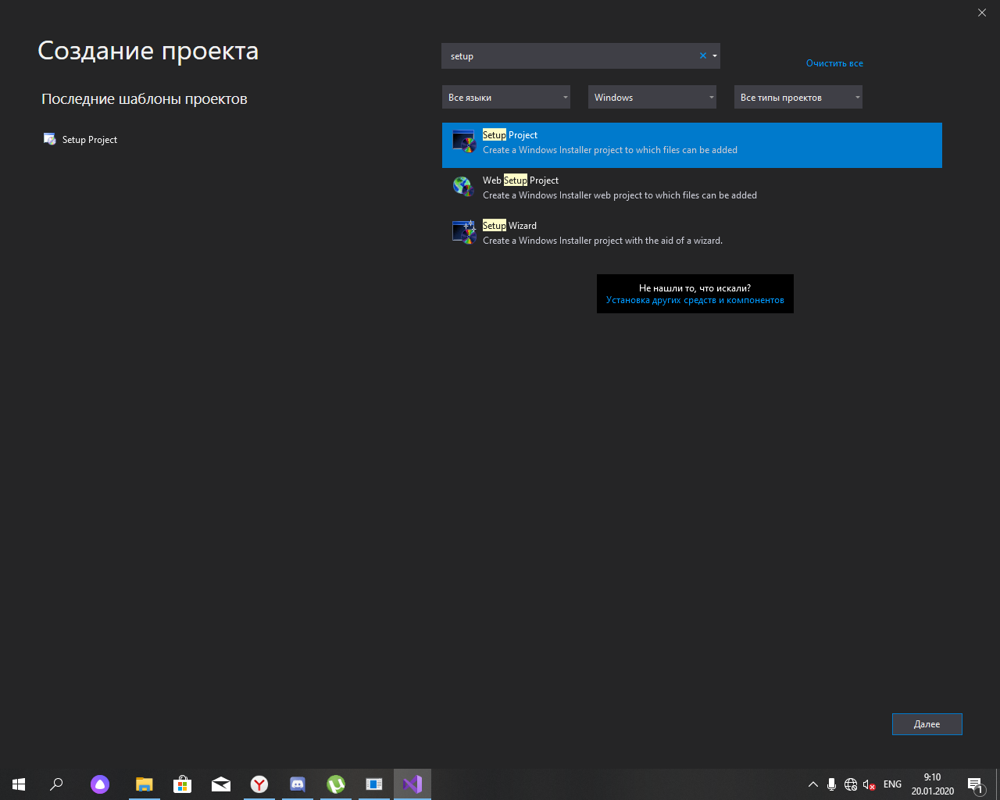 Создание проекта
Последние шаблоны проектов
Setup Project
setup
Очистить все
Все языки
Windows
Все типы проектов
Setup Project
Create a Windows Installer project to which files can be added
Web Setup Project
Create a Windows Installer web project to which files can be added
Setup Wizard
Create a Windows Installer project with the aid of a wizard.
Не нашли то, что искали?
Установка других средств и компонентов
Далее
ENG
9:10
20.01.2020
1